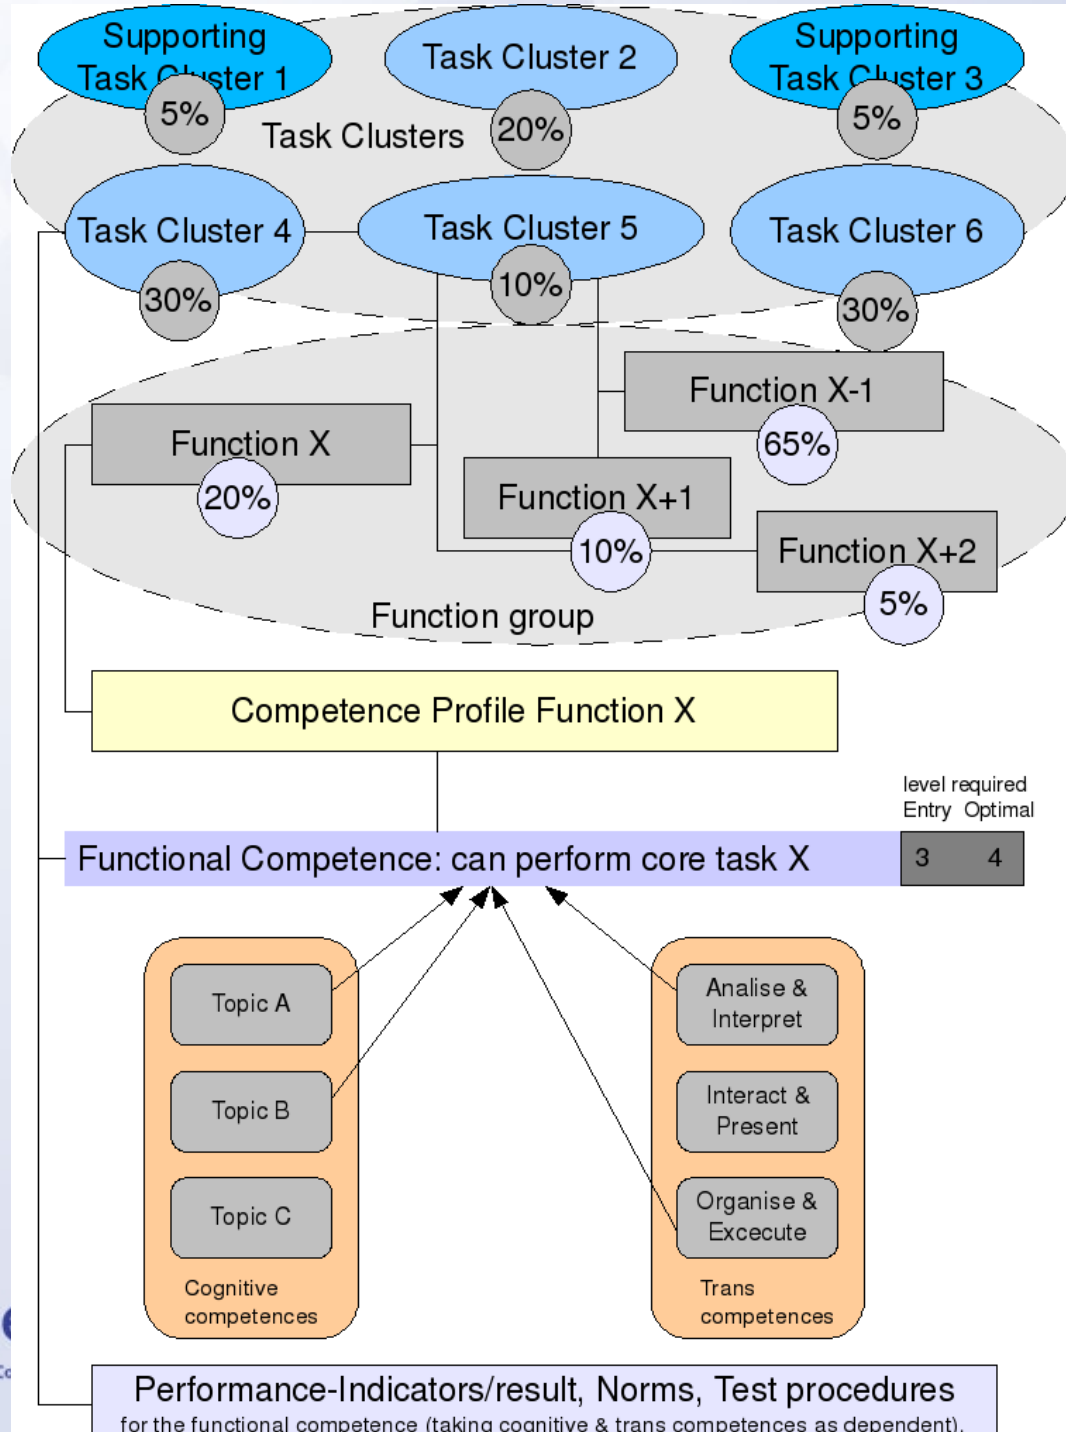 Supporting
Task Cluster 1
5%
Task Cluster 2
20%
Supporting
Task Cluster 3
5%
Task Clusters
Task Cluster 4
30%
Task Cluster 5
10%
Task Cluster 6
30%
Function X-1
65%
Function X
20%
Function X+1
10%
Function X+2
5%
Function group
Competence Profile Function X
level required
Entry Optimal
Functional Competence: can perform core task X
3 4
Topic A
Topic B
Topic C
Cognitive
competences
Analise &
Interpret
Interact &
Present
Organise &
Excecute
Trans
competences
Performance-Indicators/result, Norms, Test procedures
for the functional competence (taking cognitive & trans competences as dependent).